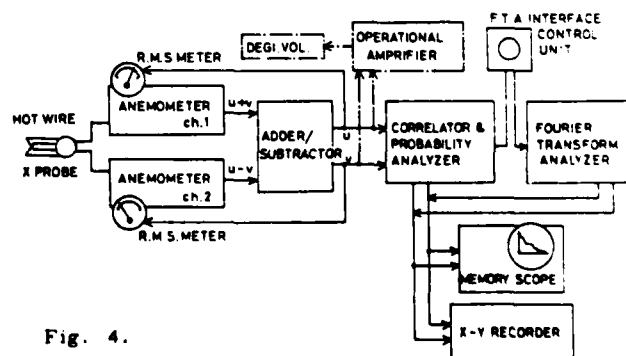 F.T.A INTERFACE
CONTROL
UNIT
R.M.S METER
DEGI.VOL.
OPERATIONAL
AMPRIFIER
ANEMOMETER
ch.1
u+v
HOT WIRE
X PROBE
ADDER/
SUBTRACTOR
u
v
CORRELATOR &
PROBABILITY
ANALYZER
FOURIER
TRANSFORM
ANALYZER
ANEMOMETER
ch.2
u-v
R.M.S. METER
MEMORY SCOPE
X-Y RECORDER
Fig. 4.